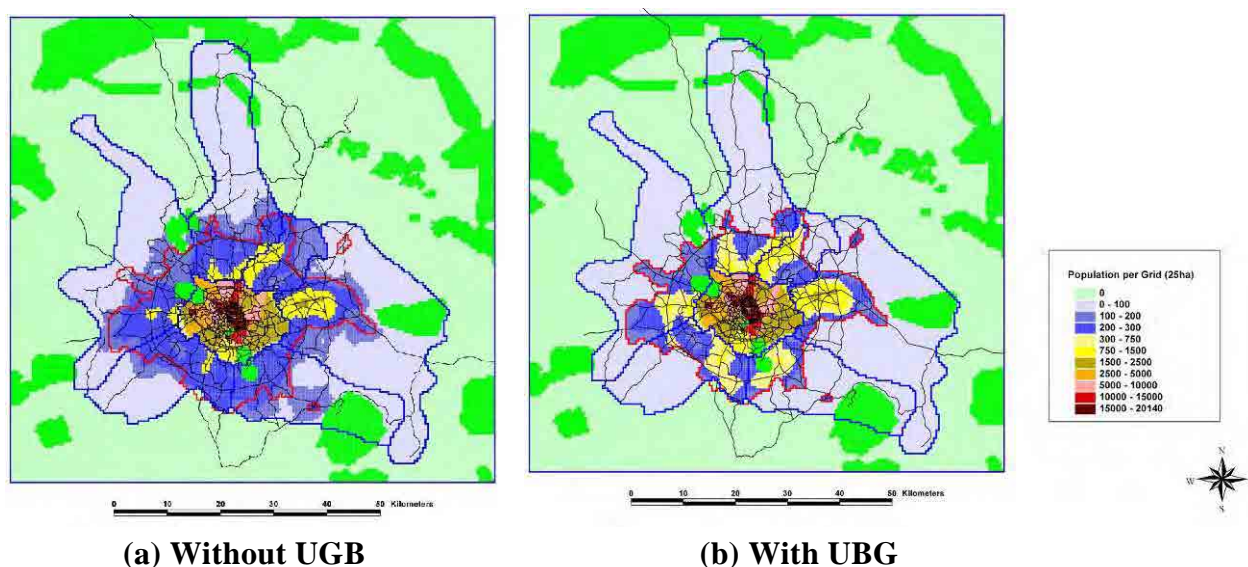 0 10 20 30 40 50 Kilometers
0 10 20 30 40 50 Kilometers
Population per Grid (25ha)
0
0 - 100
100 - 200
200 - 300
300 - 750
750 - 1500
1500 - 2500
2500 - 5000
5000 - 10000
10000 - 15000
15000 - 20140
N
W E
S
(a) Without UGB
(b) With UBG